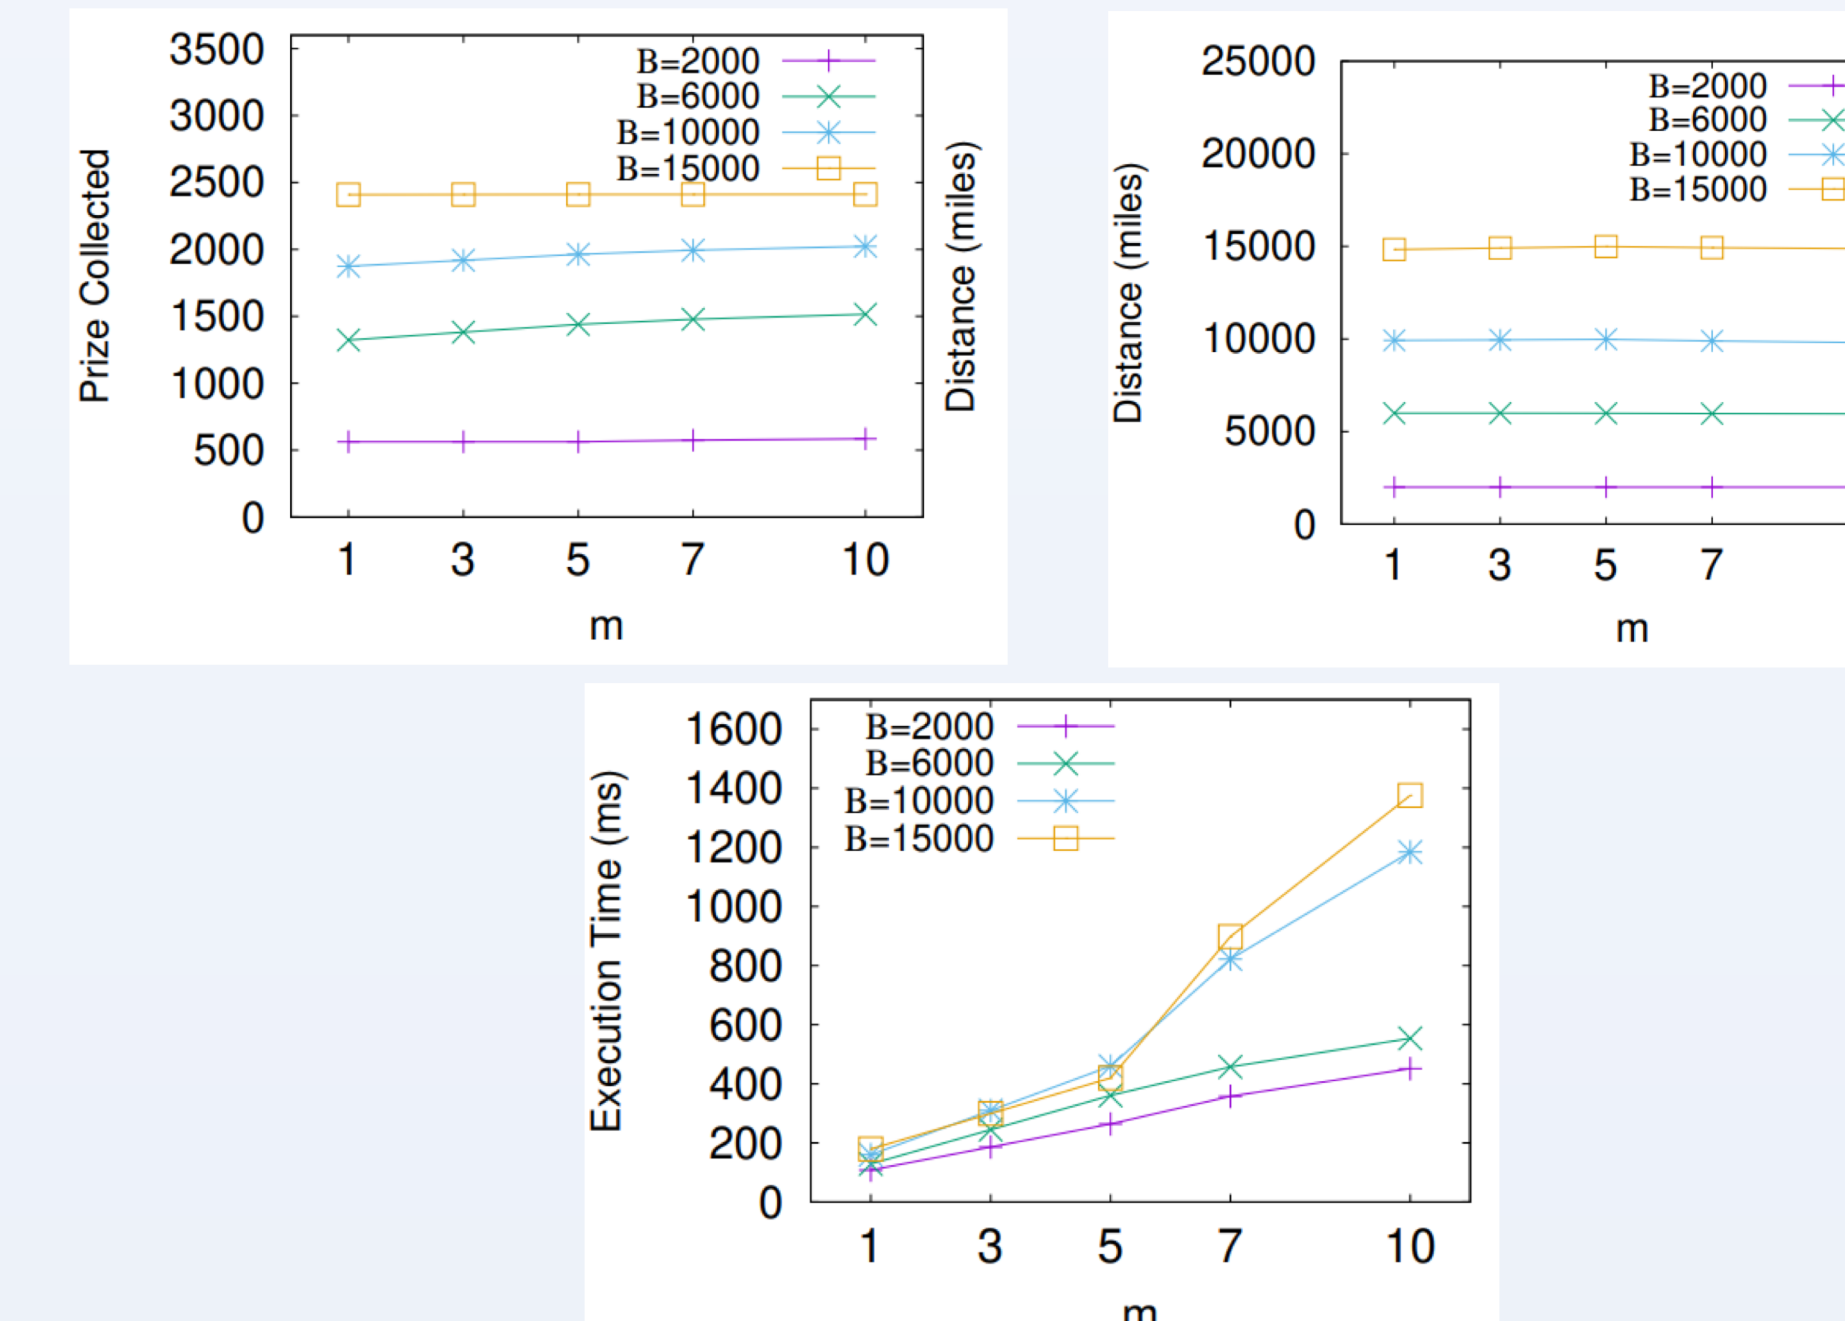 3500
3000
2500
2000
1500
1000
500
0
Prize Collected
B=2000
B=6000
B=10000
B=15000
1 3 5 7 10
m
Distance (miles)
Distance (miles)
25000
20000
15000
10000
5000
0
B=2000
B=6000
B=10000
B=15000
1 3 5 7
m
Execution Time (ms)
1600
1400
1200
1000
800
600
400
200
0
B=2000
B=6000
B=10000
B=15000
1 3 5 7 10
m